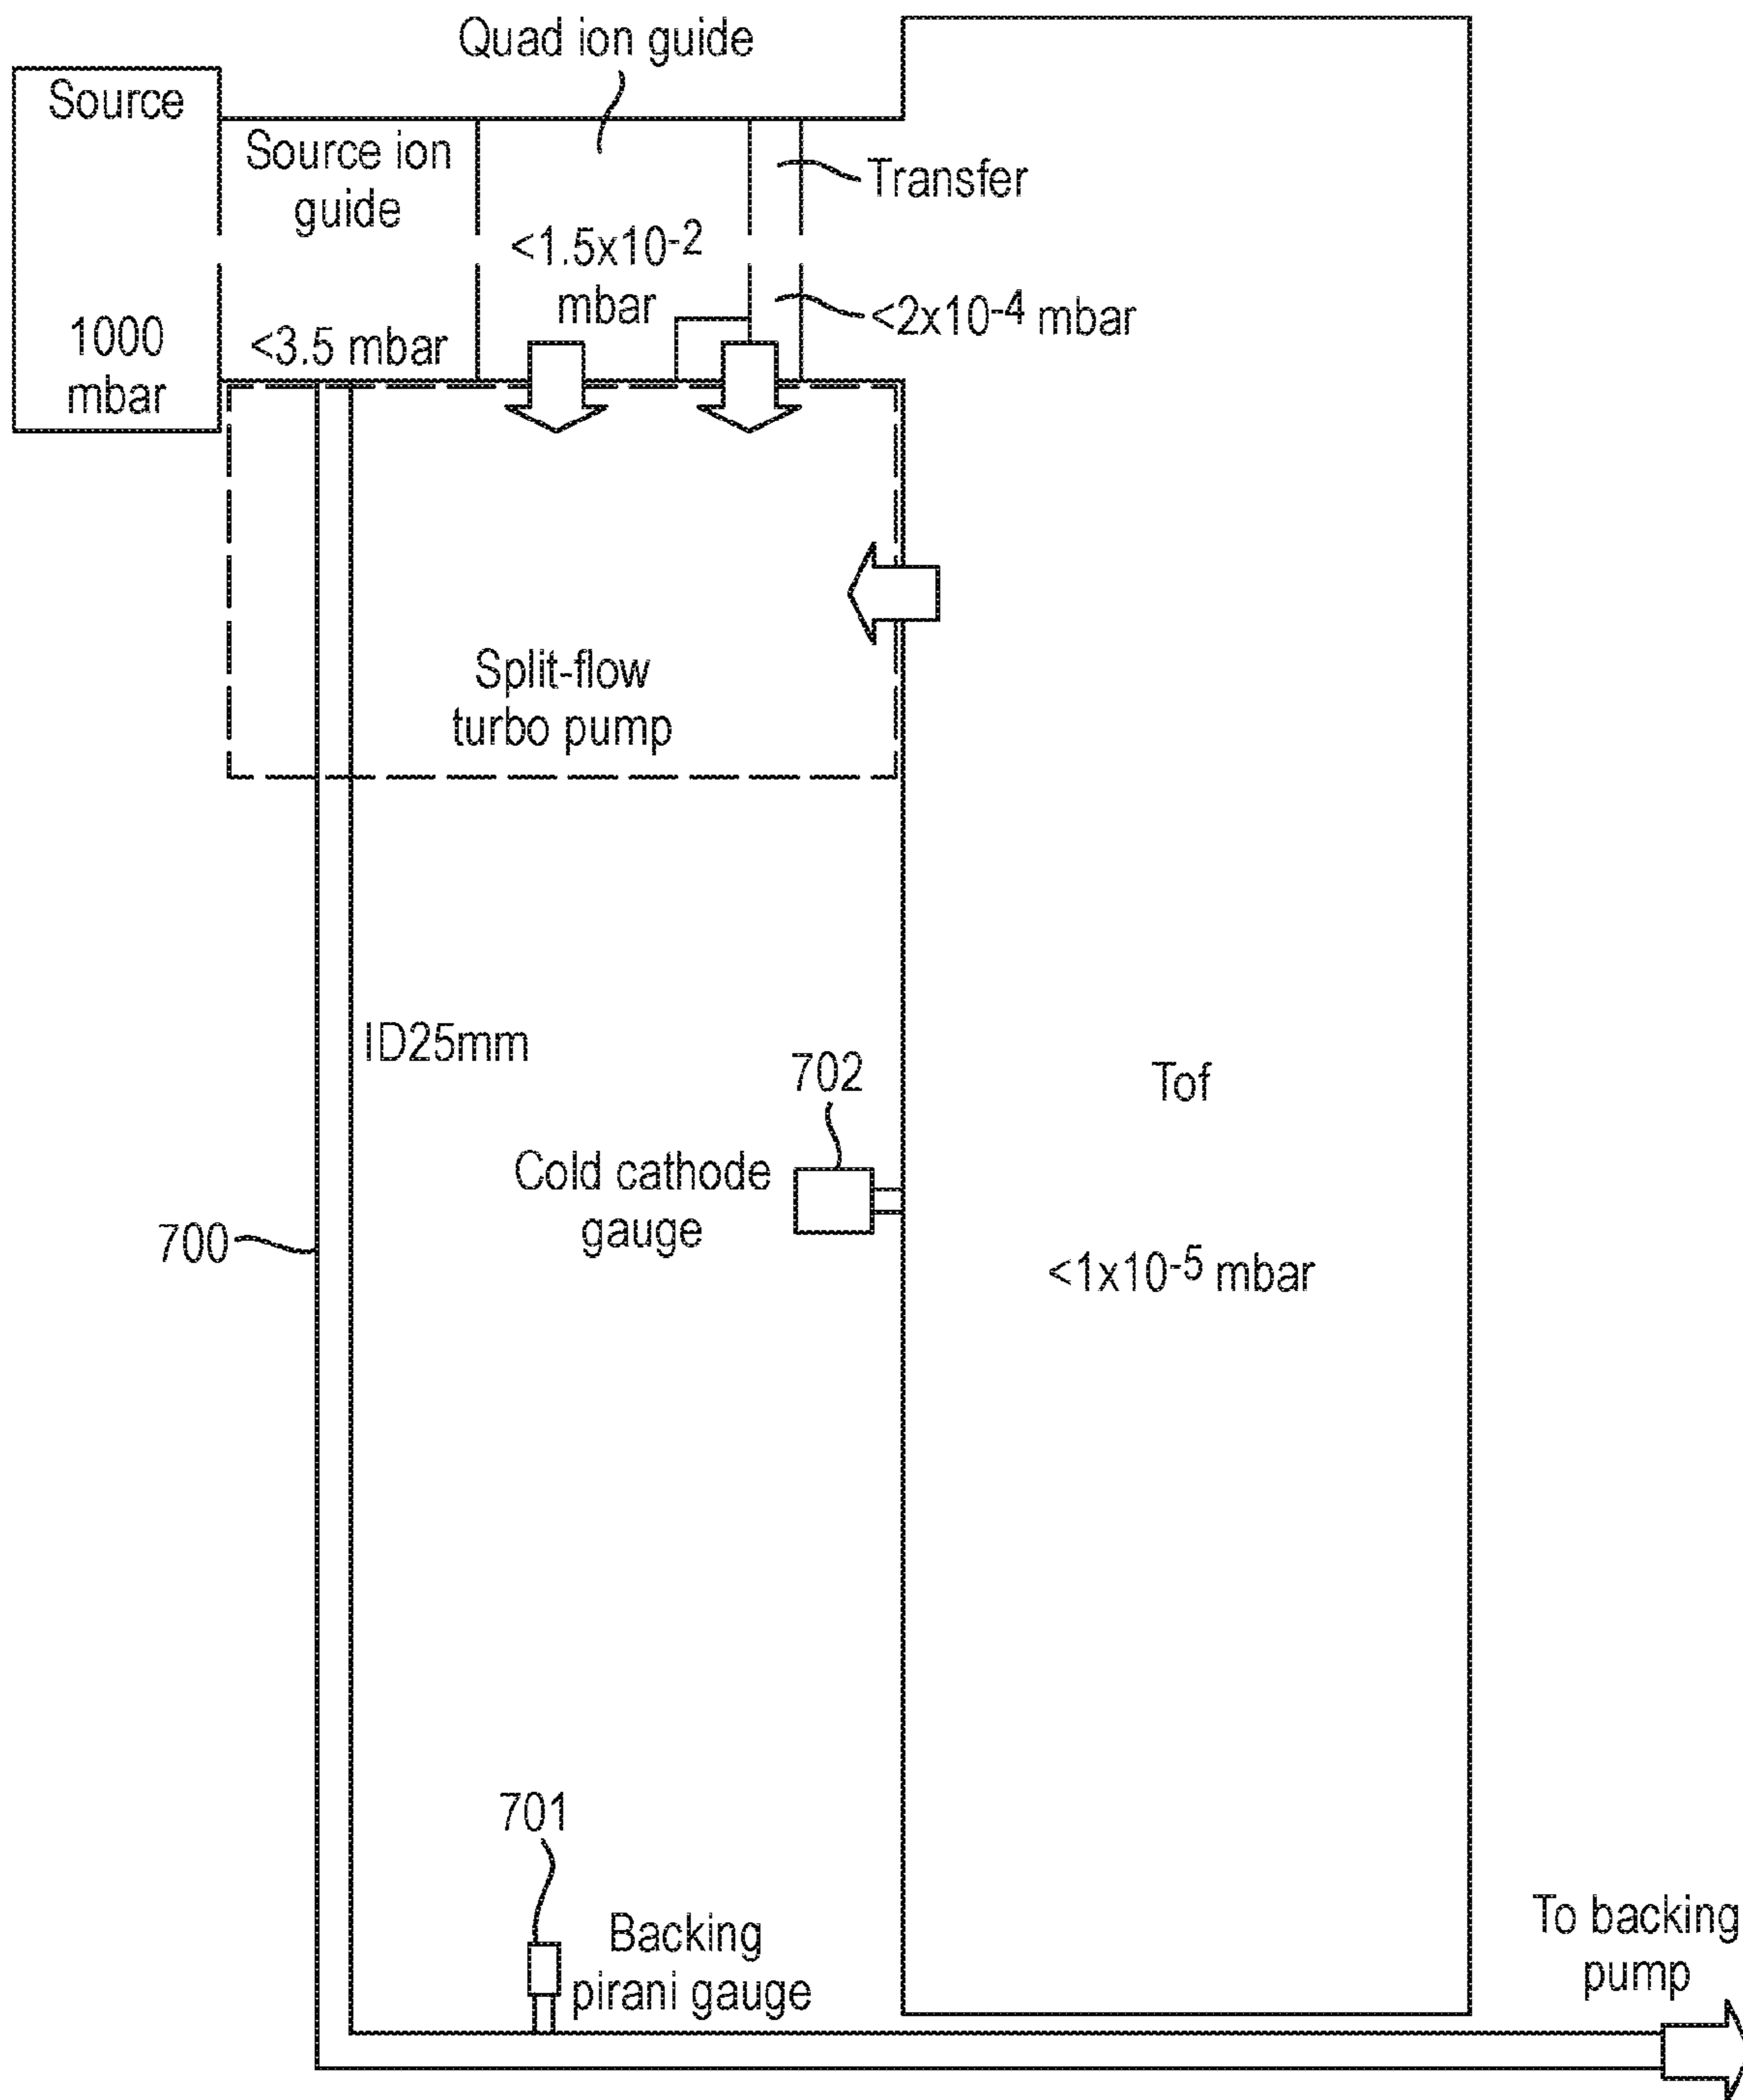 Quad ion guide
Source
Source ion
guide
Transfer
<1.5x10-2
mbar
<2x10-4 mbar
1000
mbar
<3.5 mbar
Split-flow
turbo pump
ID25mm
702
Tof
Cold cathode
gauge
700
<1x10-5 mbar
701
Backing
pirani gauge
To backing
pump